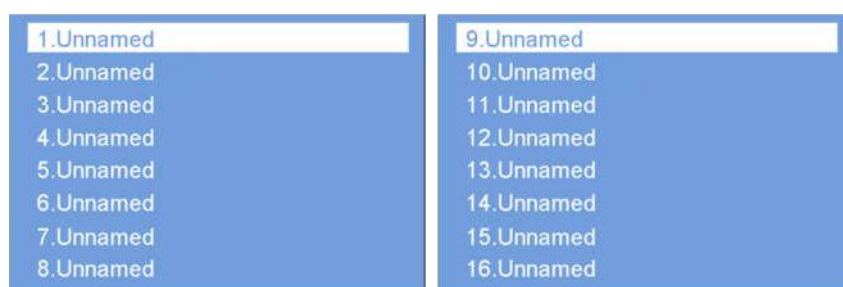 1.Unnamed
2.Unnamed
3.Unnamed
4.Unnamed
5.Unnamed
6.Unnamed
7.Unnamed
8.Unnamed
9.Unnamed
10.Unnamed
11.Unnamed
12.Unnamed
13.Unnamed
14.Unnamed
15.Unnamed
16.Unnamed